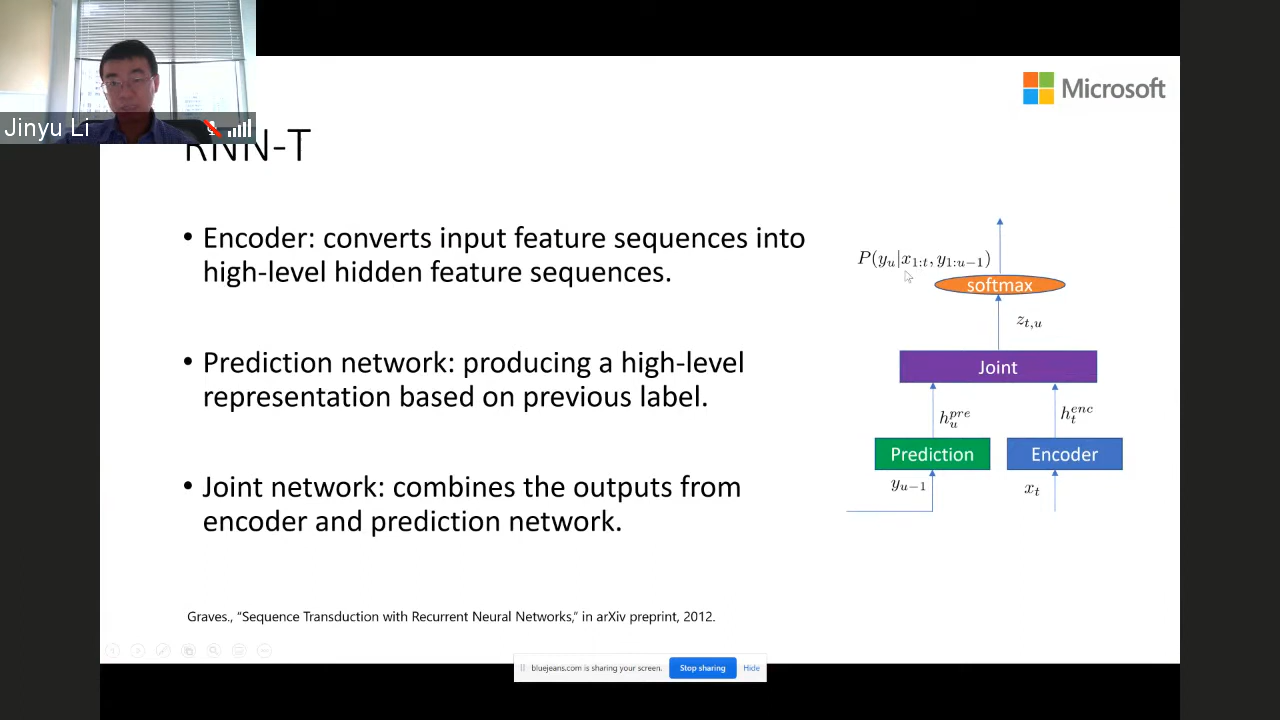 Jinyu Li
Microsoft
RNN-T
• Encoder: converts input feature sequences into
high-level hidden feature sequences.
• Prediction network: producing a high-level
representation based on previous label.
• Joint network: combines the outputs from
encoder and prediction network.
P(y_u|x_{1:t}, y_{1:u-1})
softmax
z_{t,u}
Joint
h_u^{pre}
h_t^{enc}
Prediction
Encoder
y_{u-1}
x_t
Graves., “Sequence Transduction with Recurrent Neural Networks,” in arXiv preprint, 2012.
bluejeans.com is sharing your screen.
Stop sharing
Hide